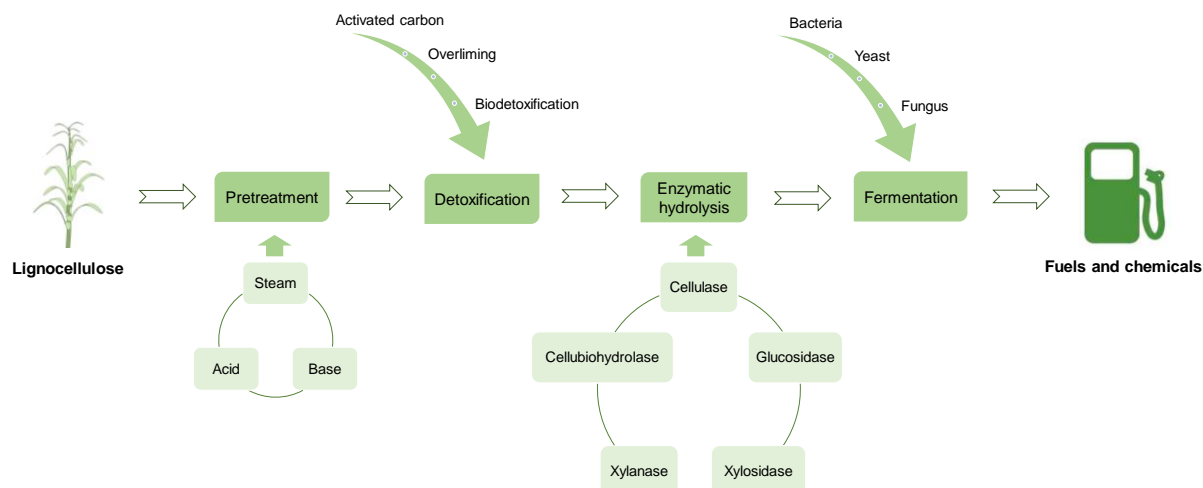 Activated carbon
Overliming
Biodetoxification
Bacteria
Yeast
Fungus
Pretreatment
Detoxification
Enzymatic
hydrolysis
Fermentation
Lignocellulose
Fuels and chemicals
Steam
Acid
Base
Cellulase
Cellubiohydrolase
Glucosidase
Xylanase
Xylosidase